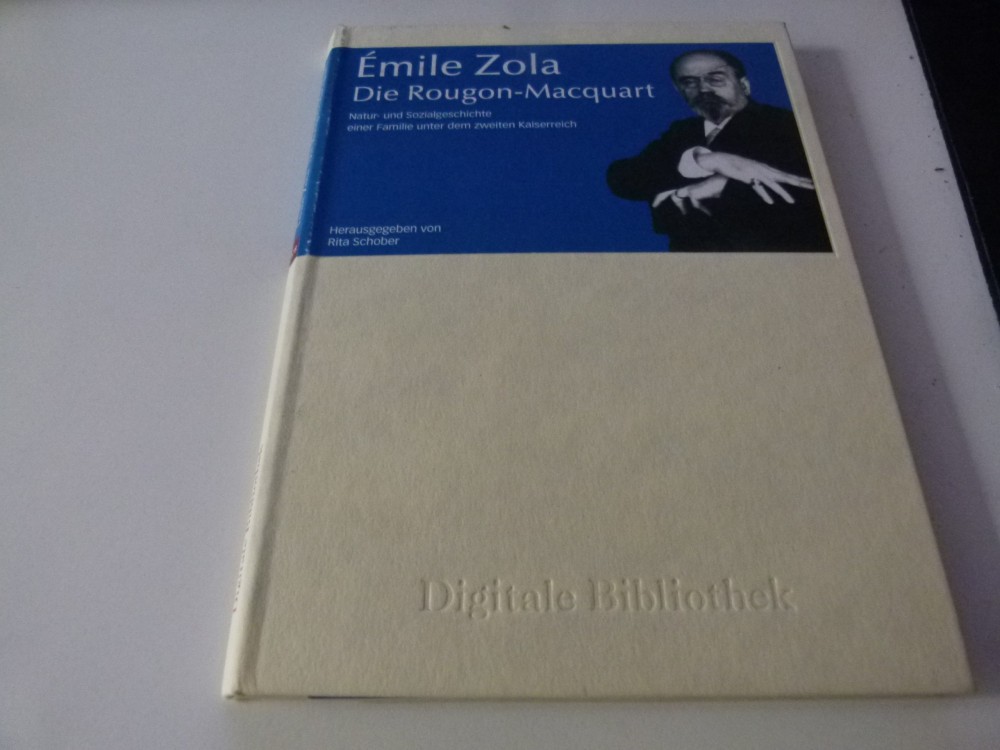 Émile Zola
Die Rougon-Macquart
Natur- und Sozialgeschichte
einer Familie unter dem zweiten Kaiserreich
Herausgegeben von
Rita Schober
Digitale Bibliothek